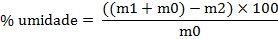 % umidade = ((m1 + m0) − m2) × 100
m0